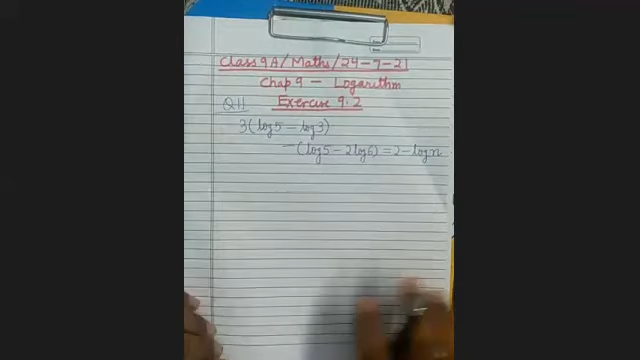 Class 9A/Maths/24-7-21
Chap 9 - Logarithm
Exercise 9.2
Q11
3(log5 - log3)
-(log5 - 2log6) = 2 - log n